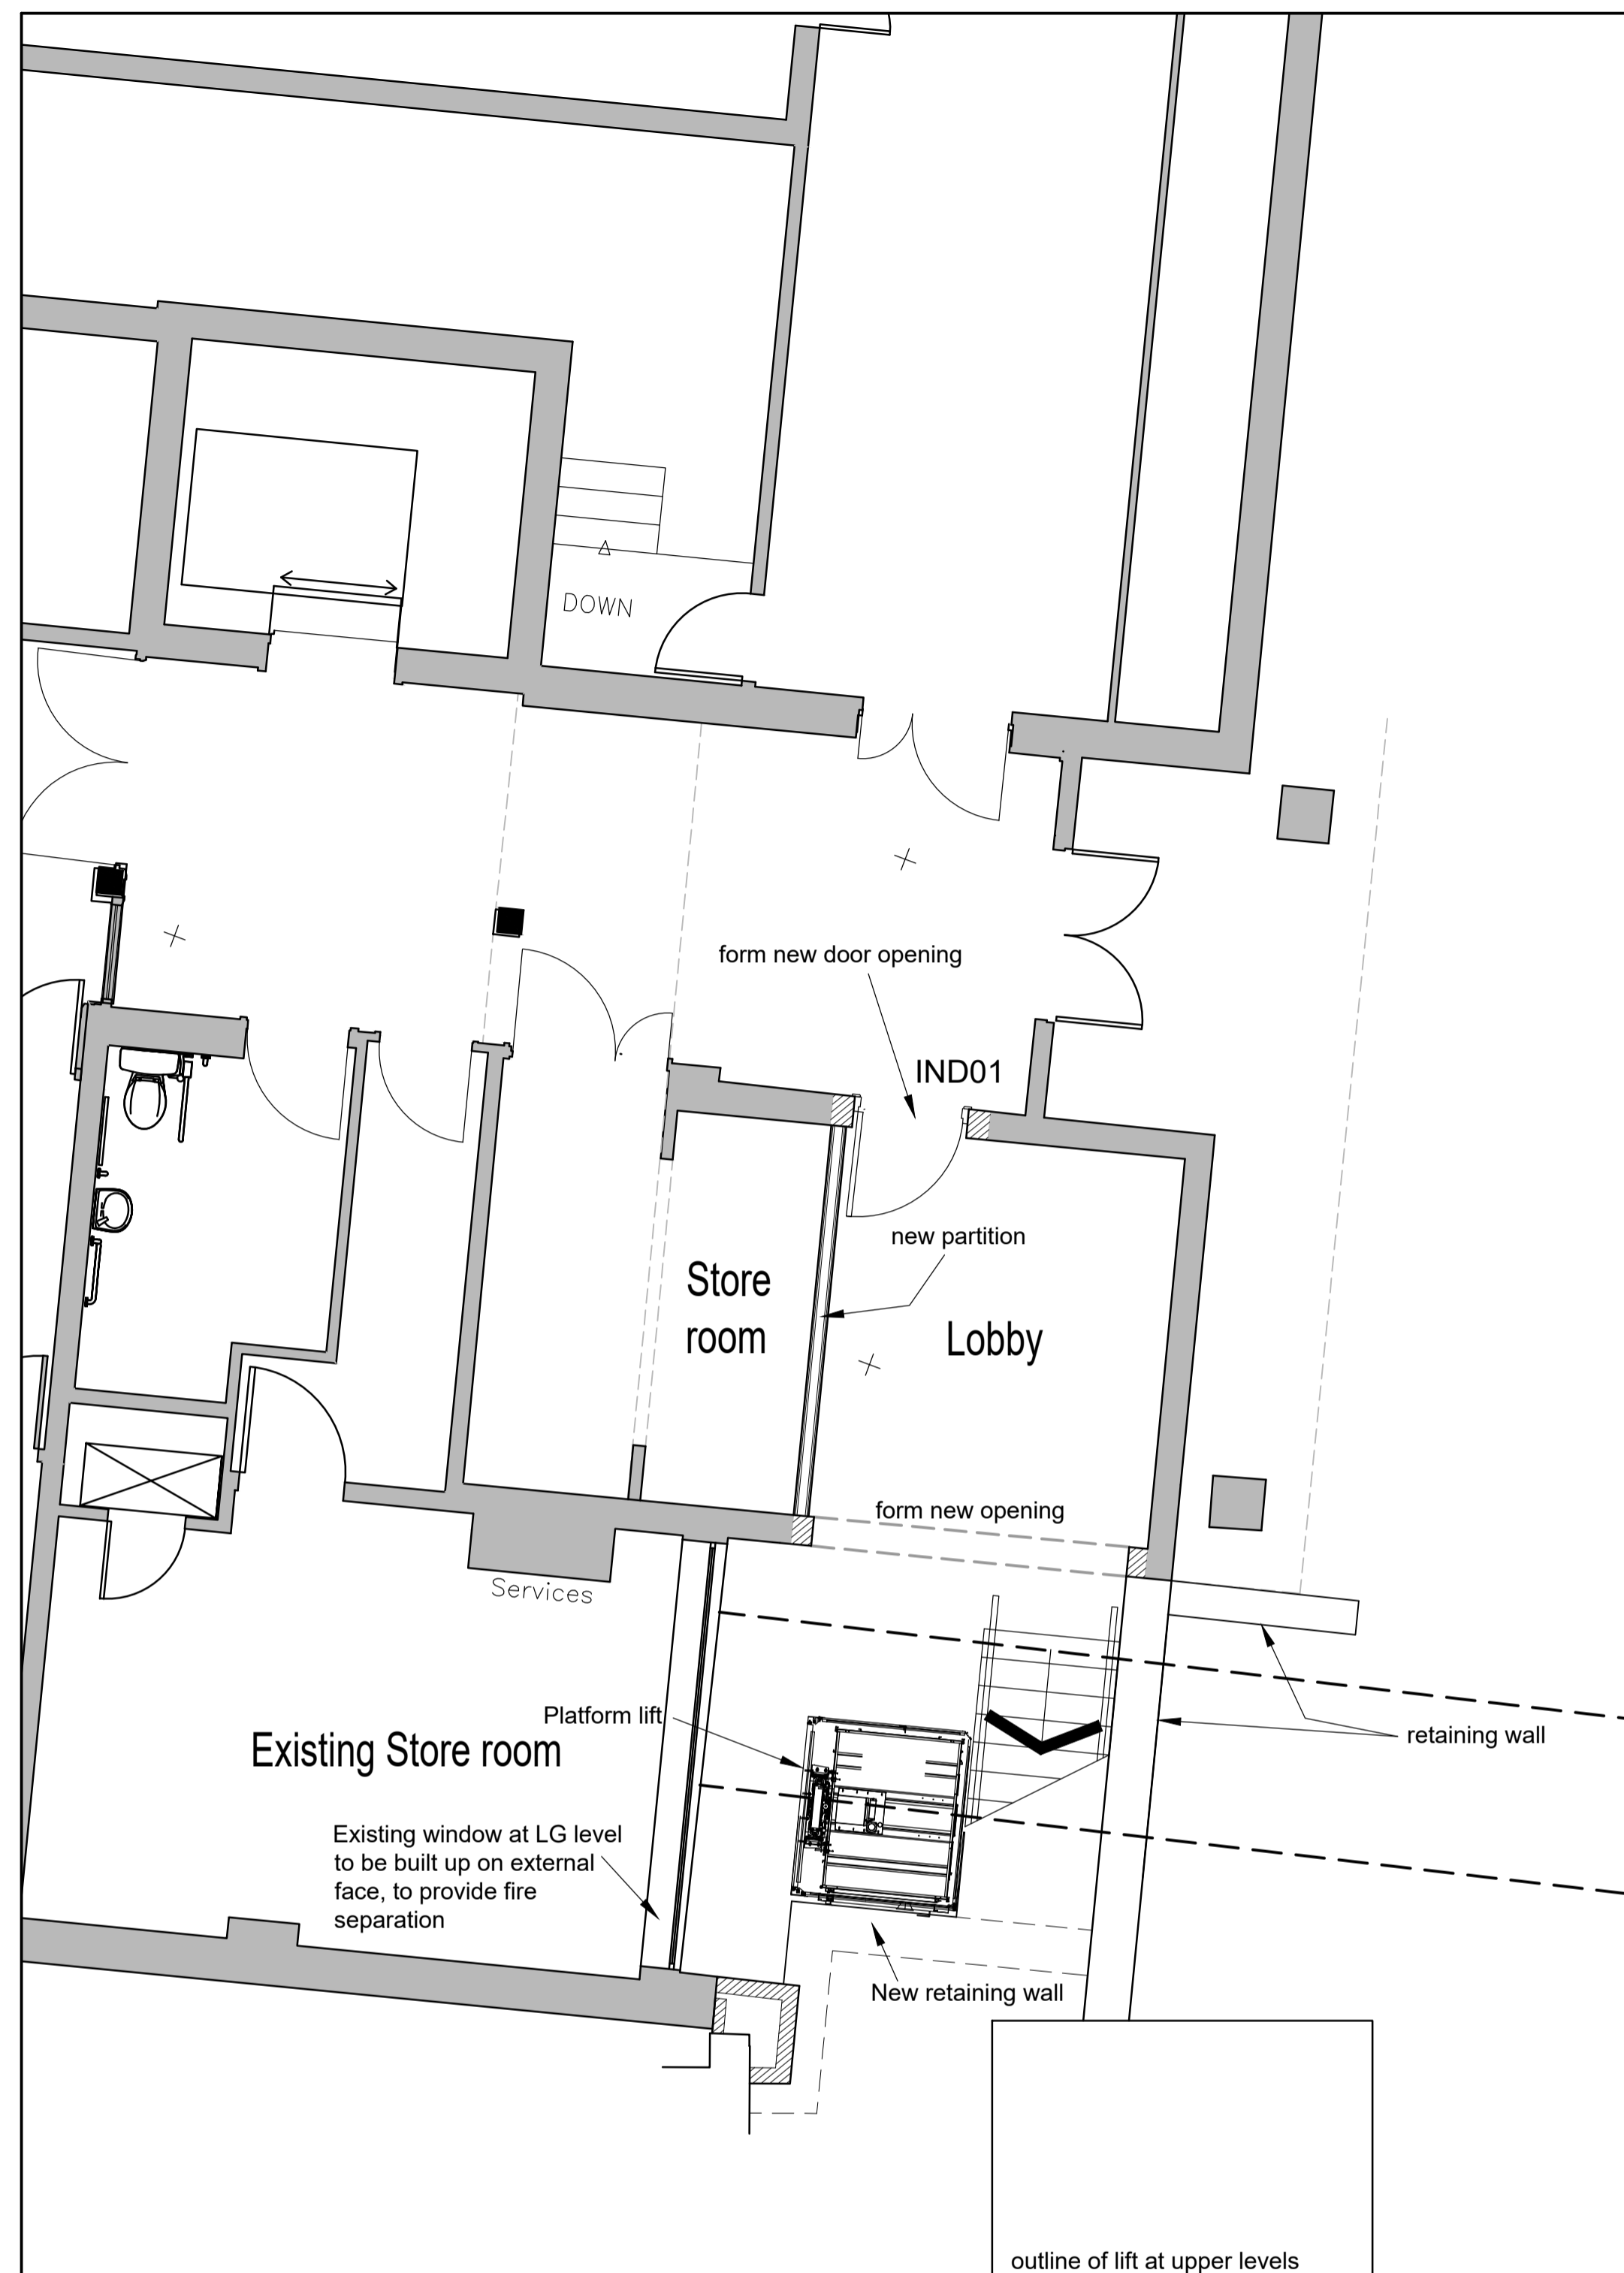 DOWN
form new door opening
IND01
new partition
Store
room
Lobby
form new opening
Services
Platform lift
retaining wall
Existing Store room
Existing window at LG level
to be built up on external
face, to provide fire
separation
New retaining wall
outline of lift at upper levels